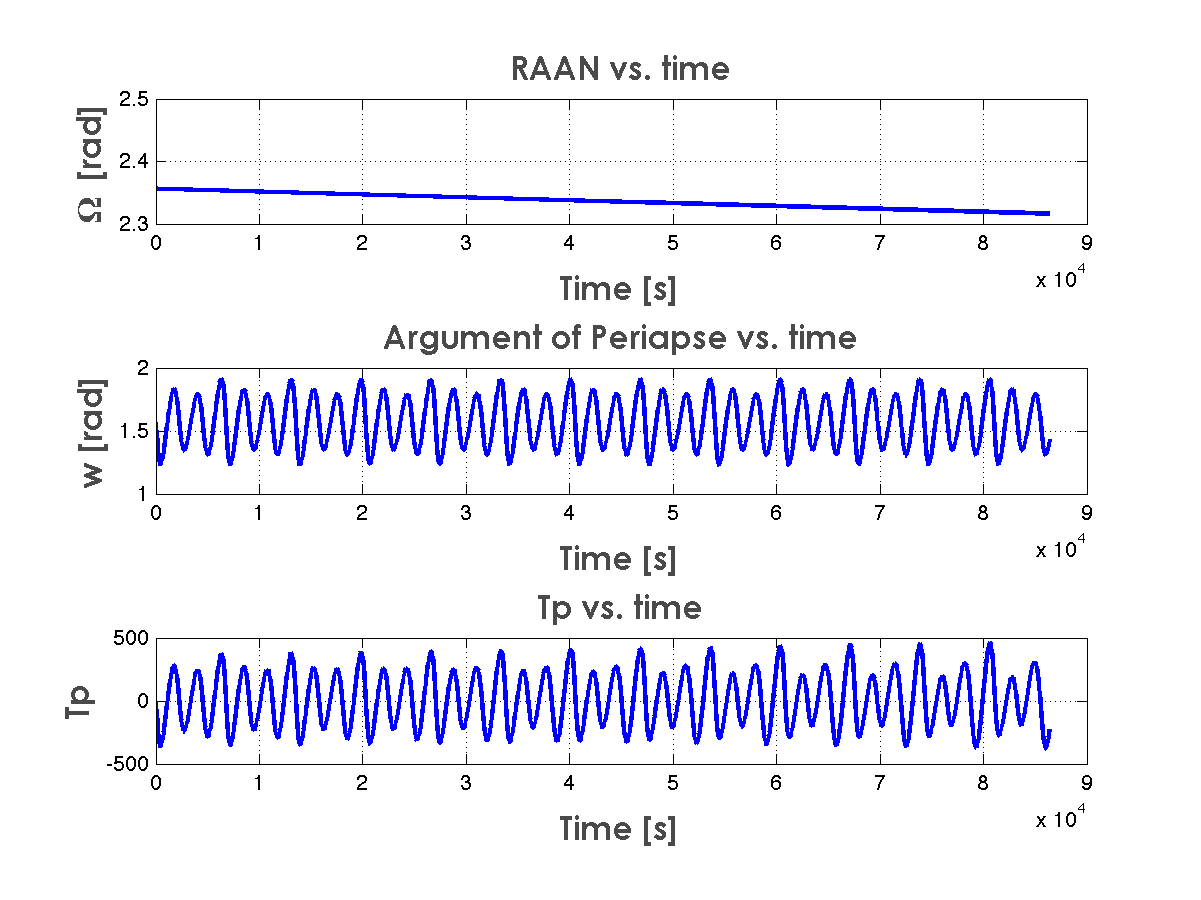 RAAN vs. time
Ω [rad]
2.5
2.4
2.3
0 1 2 3 4 5 6 7 8 9
x 10^4
Time [s]
Argument of Periapse vs. time
w [rad]
2
1.5
1
0 1 2 3 4 5 6 7 8 9
x 10^4
Time [s]
Tp vs. time
Tp
500
0
-500
0 1 2 3 4 5 6 7 8 9
x 10^4
Time [s]